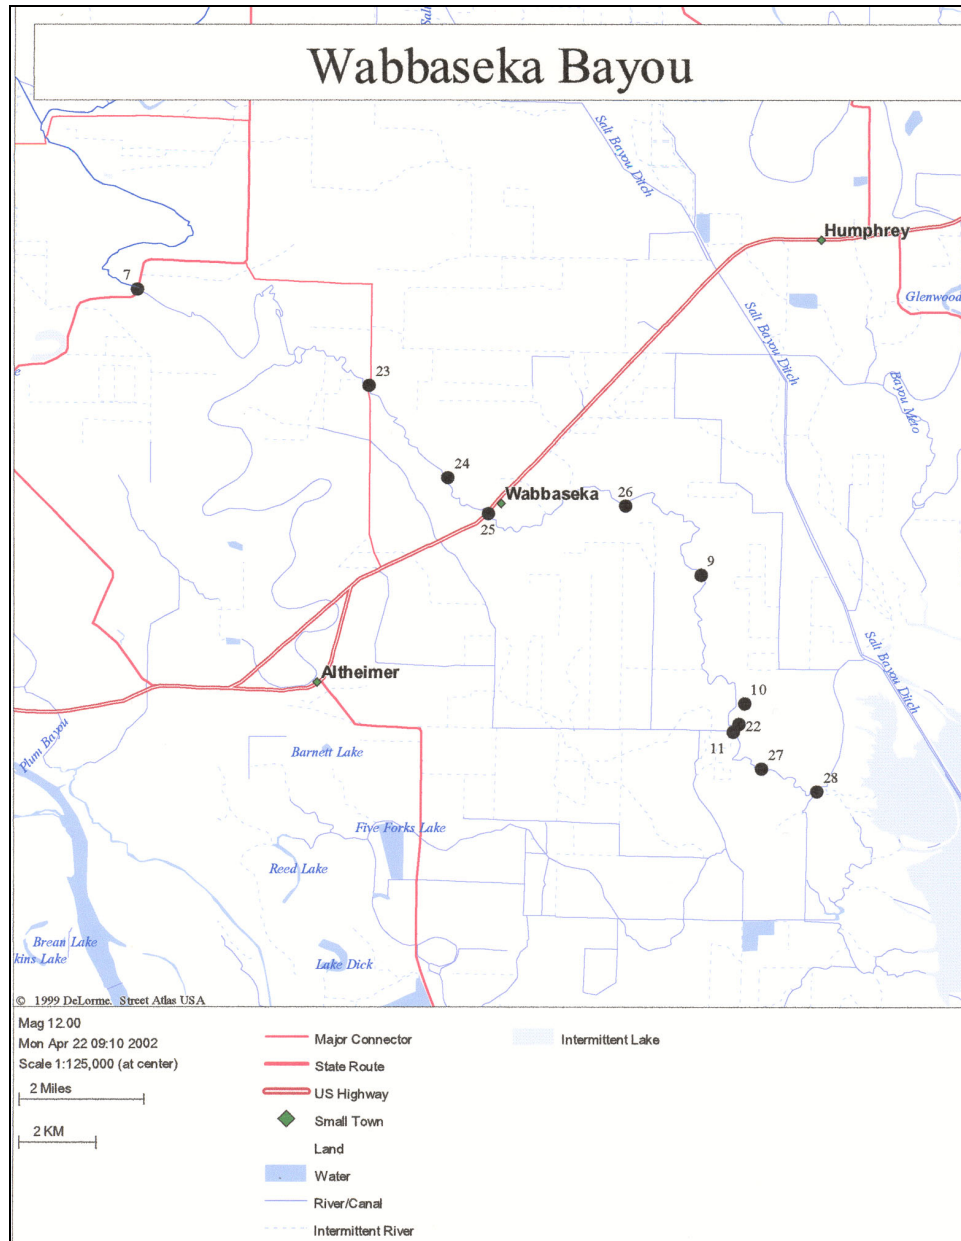 Wabbaseka Bayou
Salt Bayou Ditch
Humphrey
7
Glenwood
Salt Bayou Ditch
23
Bayou Meto
24
Wabbaseka
26
25
9
Salt Bayou Ditch
Altheimer
10
22
11
Plum Bayou
Barnett Lake
27
28
Five Forks Lake
Reed Lake
Brean Lake
kins Lake
Lake Dick
© 1999 DeLorme. Street Atlas USA
Mag 12.00
Mon Apr 22 09:10 2002
Scale 1:125,000 (at center)
2 Miles
2 KM
Major Connector
State Route
US Highway
Small Town
Land
Water
River/Canal
Intermittent River
Intermittent Lake